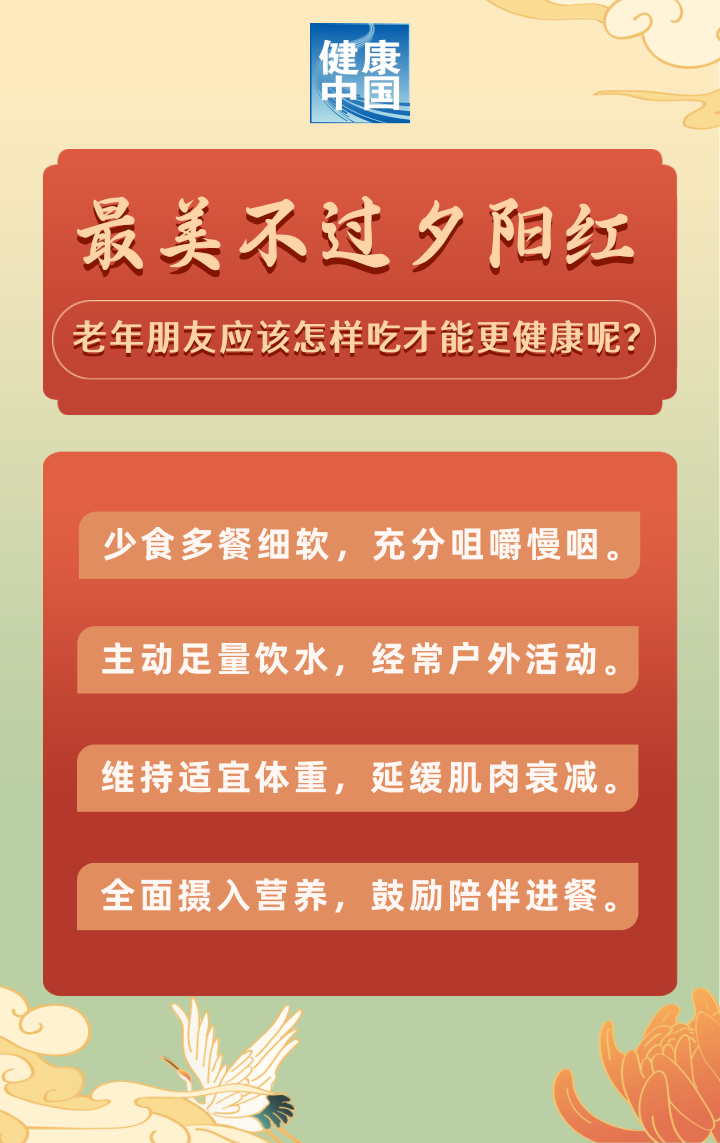 健康
中国
最美不过夕阳红
老年朋友应该怎样吃才能更健康呢？
少食多餐细软，充分咀嚼慢咽。
主动足量饮水，经常户外活动。
维持适宜体重，延缓肌肉衰减。
全面摄入营养，鼓励陪伴进餐。